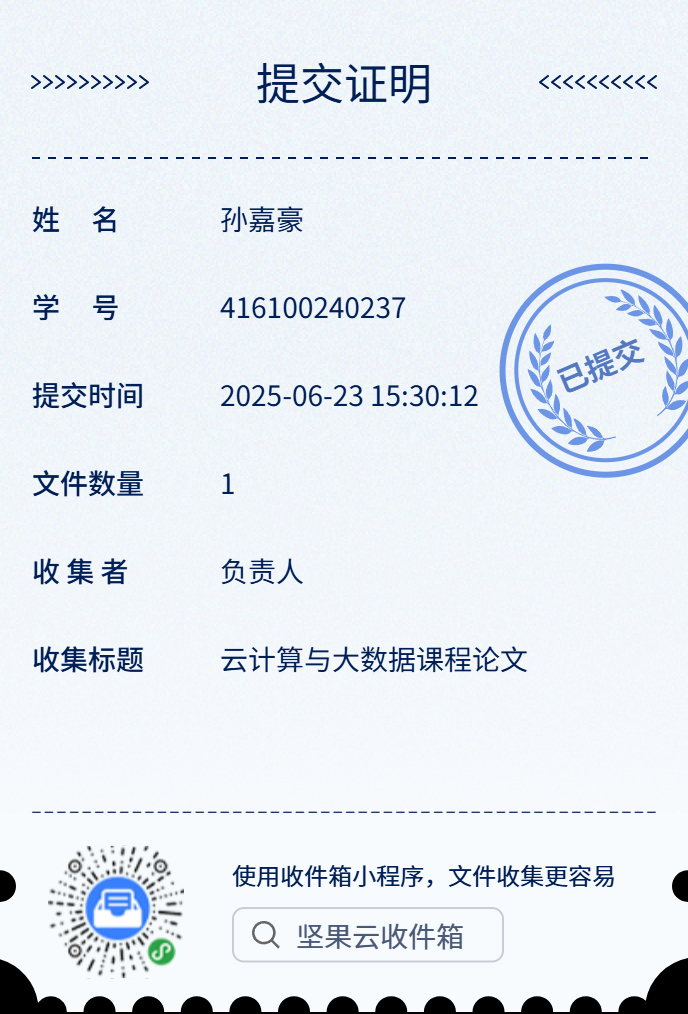 >>>>>>>>>> 提交证明 <<<<<<<<<<
姓 名 孙嘉豪
学 号 416100240237
已提交
提交时间 2025-06-23 15:30:12
文件数量 1
收集者 负责人
收集标题 云计算与大数据课程论文
使用收件箱小程序，文件收集更容易
坚果云收件箱